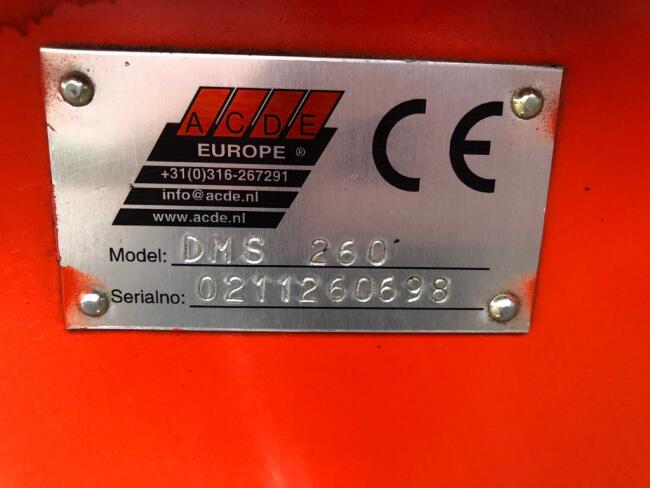 ACDE
EUROPE ®
+31(0)316-267291
info@acde.nl
www.acde.nl
CE
Model: DMS 260
Serialno: 0211260698